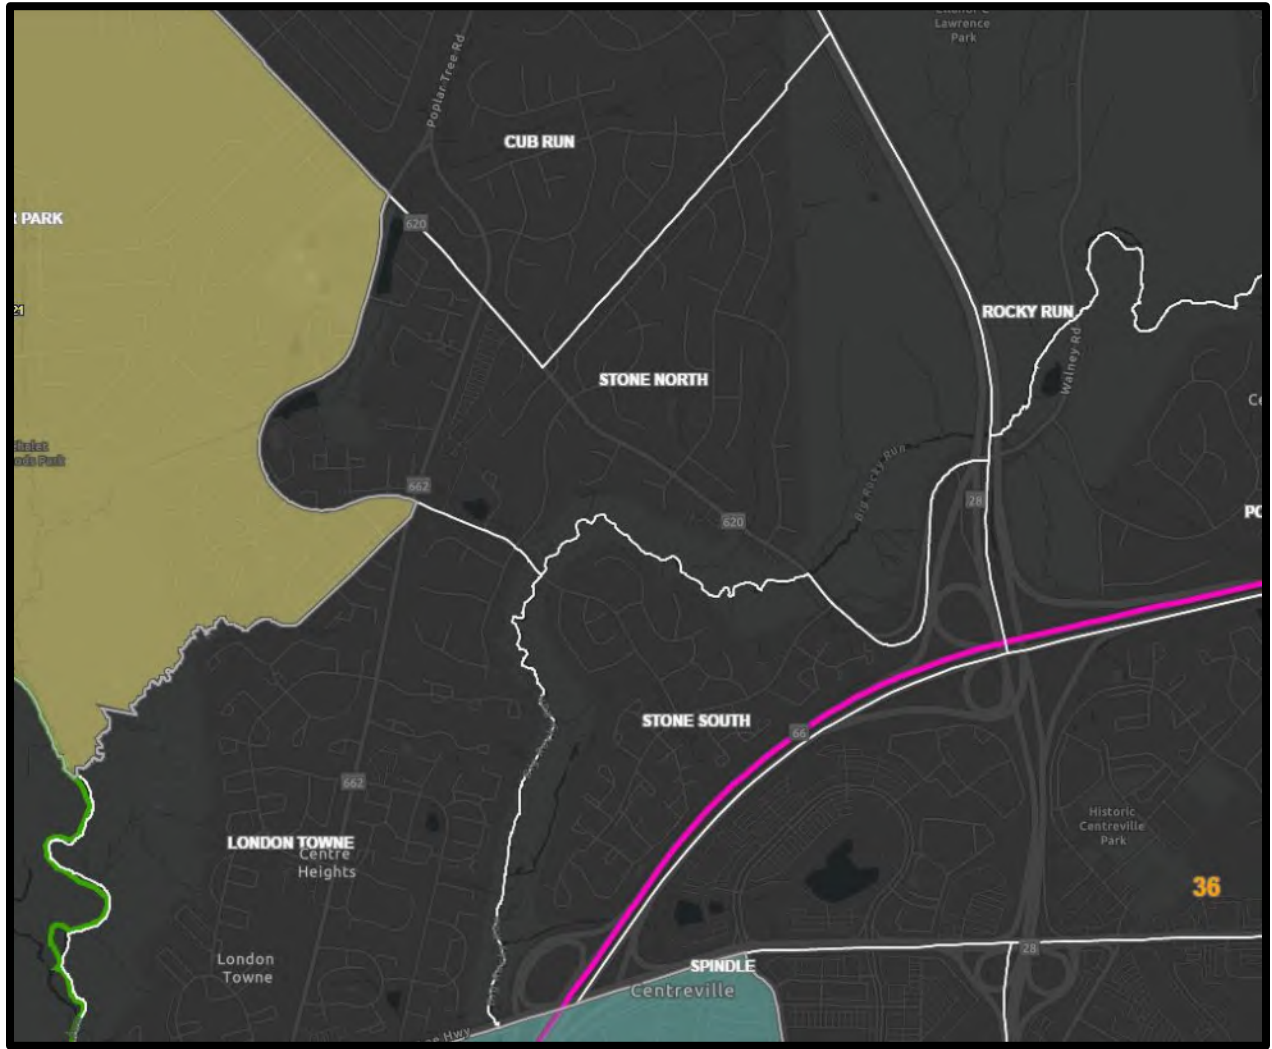 Lawrence
Park
Poplar Tree Rd
CUB RUN
PARK
620
21
ROCKY RUN
Walney Rd
STONE NORTH
662
Big Rocky Run
28
620
STONE SOUTH
66
662
LONDON TOWNE
Centre
Heights
Historic
Centreville
Park
36
London
Towne
28
SPINDLE
Centreville
Hwy